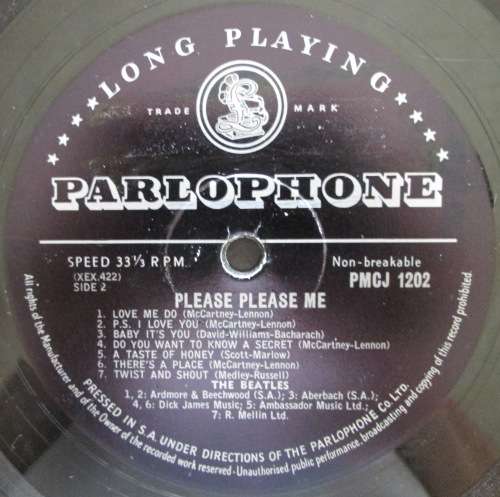 LONG PLAYING
TRADE MARK
PARLOPHONE
SPEED 33⅓ R.P.M.
(XEX.422)
SIDE 2
Non-breakable
PMCJ 1202
PLEASE PLEASE ME
1. LOVE ME DO (McCartney-Lennon)
2. P.S. I LOVE YOU (McCartney-Lennon)
3. BABY IT'S YOU (David-Williams-Bacharach)
4. DO YOU WANT TO KNOW A SECRET (McCartney-Lennon)
5. A TASTE OF HONEY (Scott-Marlow)
6. THERE'S A PLACE (McCartney-Lennon)
7. TWIST AND SHOUT (Medley-Russell)
THE BEATLES
1, 2: Ardmore & Beechwood (S.A.); 3: Aberbach (S.A.);
4, 6: Dick James Music; 5: Ambassador Music Ltd.;
7: R. Mellin Ltd.
PRESSED IN S.A. UNDER DIRECTIONS OF THE PARLOPHONE CO. LTD.
All rights of the Manufacturer and of the Owner of the recorded work reserved-Unauthorised public performance, broadcasting and copying of this record prohibited.